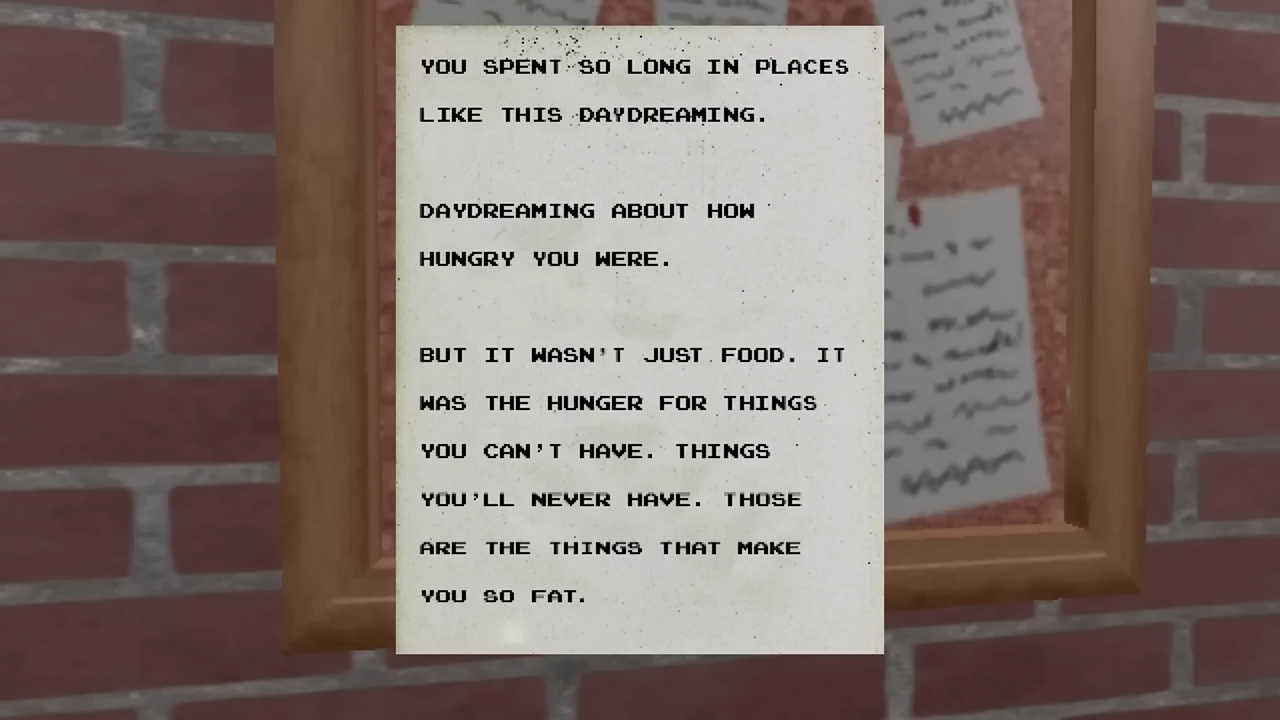 YOU SPENT SO LONG IN PLACES
LIKE THIS DAYDREAMING.
DAYDREAMING ABOUT HOW
HUNGRY YOU WERE.
BUT IT WASN'T JUST FOOD. IT
WAS THE HUNGER FOR THINGS
YOU CAN'T HAVE. THINGS
YOU'LL NEVER HAVE. THOSE
ARE THE THINGS THAT MAKE
YOU SO FAT.